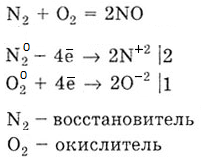 N₂ + O₂ = 2NO
N₂⁰ − 4ē → 2N⁺² |2
O₂⁰ + 4ē → 2O⁻² |1
N₂ – восстановитель
O₂ – окислитель